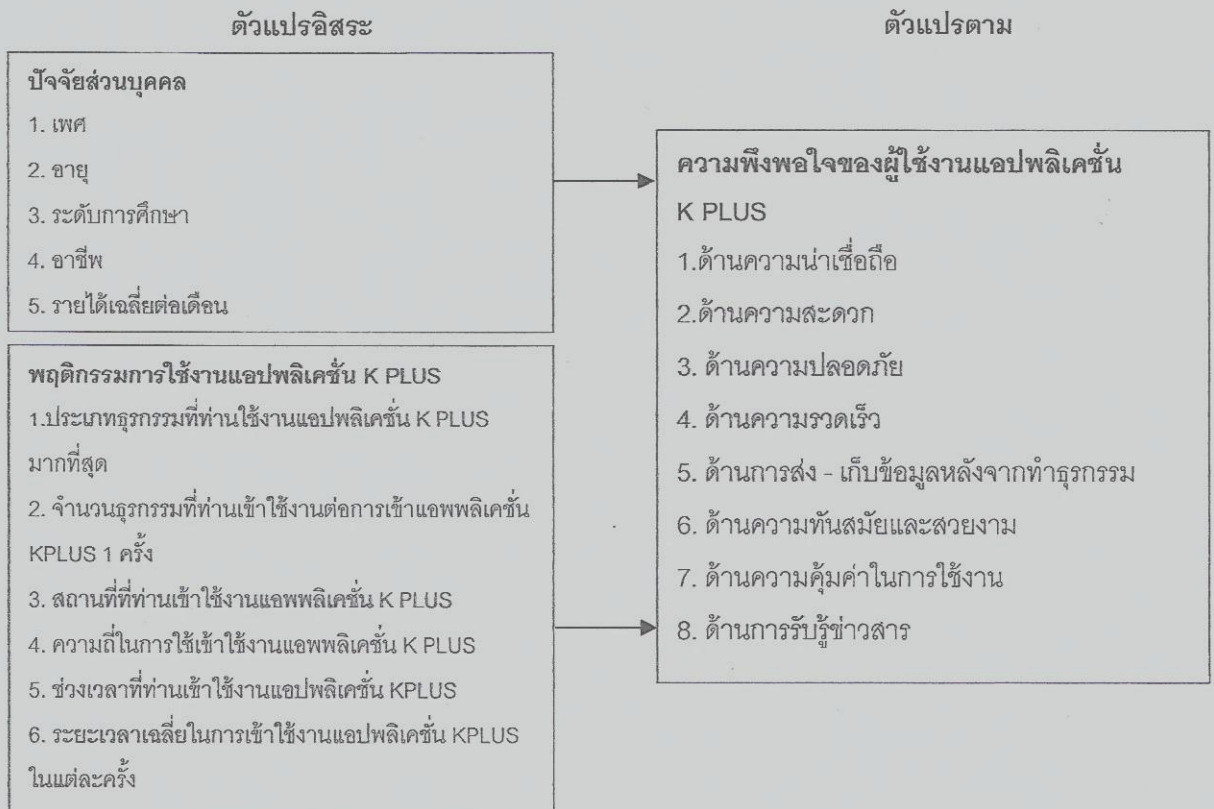 ตัวแปรอิสระ
ตัวแปรตาม
ปัจจัยส่วนบุคคล
1. เพศ
2. อายุ
3. ระดับการศึกษา
4. อาชีพ
5. รายได้เฉลี่ยต่อเดือน
พฤติกรรมการใช้งานแอปพลิเคชั่น K PLUS
1.ประเภทธุรกรรมที่ท่านใช้งานแอปพลิเคชั่น K PLUS
มากที่สุด
2. จำนวนธุรกรรมที่ท่านเข้าใช้งานต่อการเข้าแอพพลิเคชั่น
KPLUS 1 ครั้ง
3. สถานที่ที่ท่านเข้าใช้งานแอพพลิเคชั่น K PLUS
4. ความถี่ในการใช้เข้าใช้งานแอพพลิเคชั่น K PLUS
5. ช่วงเวลาที่ท่านเข้าใช้งานแอปพลิเคชั่น KPLUS
6. ระยะเวลาเฉลี่ยในการเข้าใช้งานแอปพลิเคชั่น KPLUS
ในแต่ละครั้ง
ความพึงพอใจของผู้ใช้งานแอปพลิเคชั่น
K PLUS
1.ด้านความน่าเชื่อถือ
2.ด้านความสะดวก
3. ด้านความปลอดภัย
4. ด้านความรวดเร็ว
5. ด้านการส่ง - เก็บข้อมูลหลังจากทำธุรกรรม
6. ด้านความทันสมัยและสวยงาม
7. ด้านความคุ้มค่าในการใช้งาน
8. ด้านการรับรู้ข่าวสาร